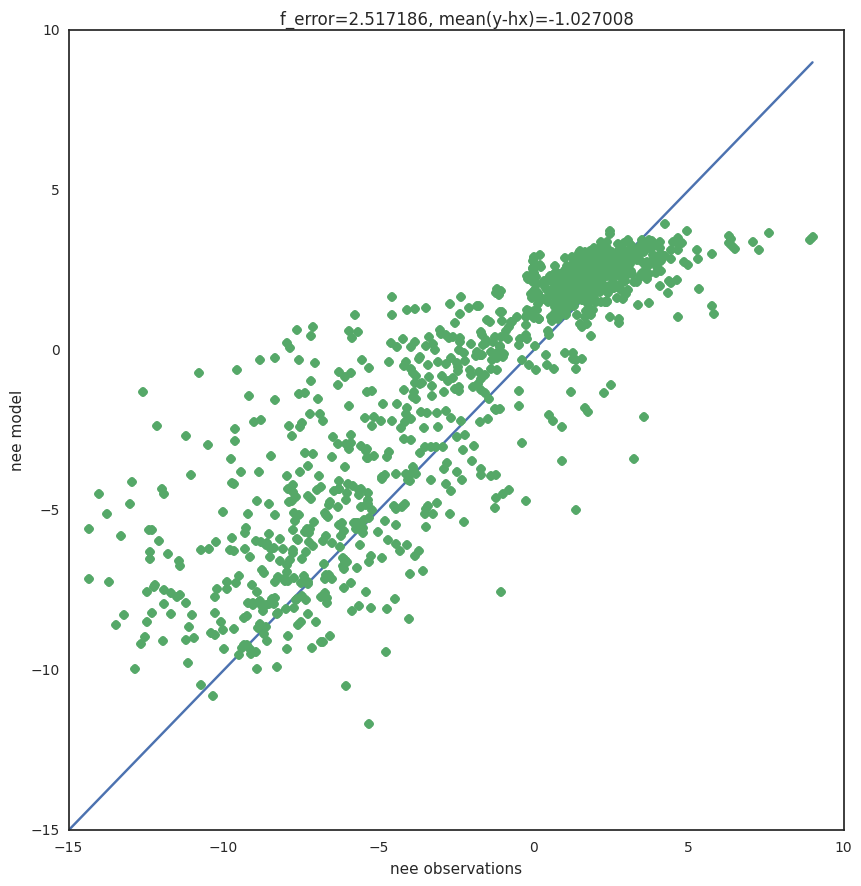 f_error=2.517186, mean(y-hx)=-1.027008
10
5
0
−5
−10
−15
nee model
−15 −10 −5 0 5 10
nee observations